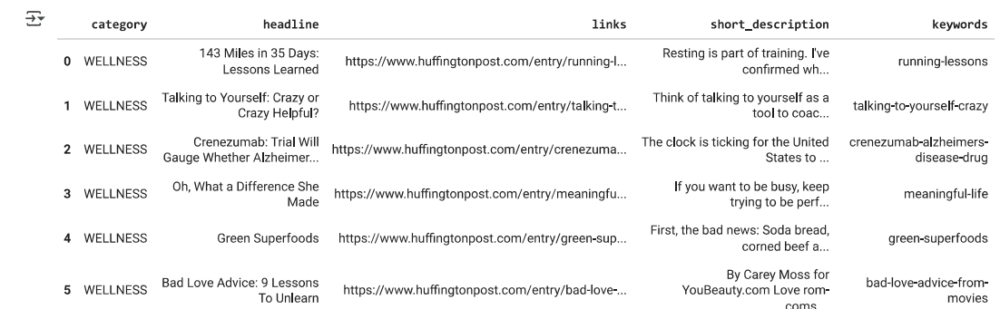 category headline links short_description keywords
0 WELLNESS 143 Miles in 35 Days: Lessons Learned https://www.huffingtonpost.com/entry/running-l... Resting is part of training. I've confirmed wh... running-lessons
1 WELLNESS Talking to Yourself: Crazy or Crazy Helpful? https://www.huffingtonpost.com/entry/talking-t... Think of talking to yourself as a tool to coac... talking-to-yourself-crazy
2 WELLNESS Crenezumab: Trial Will Gauge Whether Alzheimer... https://www.huffingtonpost.com/entry/crenezuma... The clock is ticking for the United States to ... crenezumab-alzheimers-disease-drug
3 WELLNESS Oh, What a Difference She Made https://www.huffingtonpost.com/entry/meaningfu... If you want to be busy, keep trying to be perf... meaningful-life
4 WELLNESS Green Superfoods https://www.huffingtonpost.com/entry/green-sup... First, the bad news: Soda bread, corned beef a... green-superfoods
5 WELLNESS Bad Love Advice: 9 Lessons To Unlearn https://www.huffingtonpost.com/entry/bad-love-... By Carey Moss for YouBeauty.com Love rom-coms... bad-love-advice-from-movies